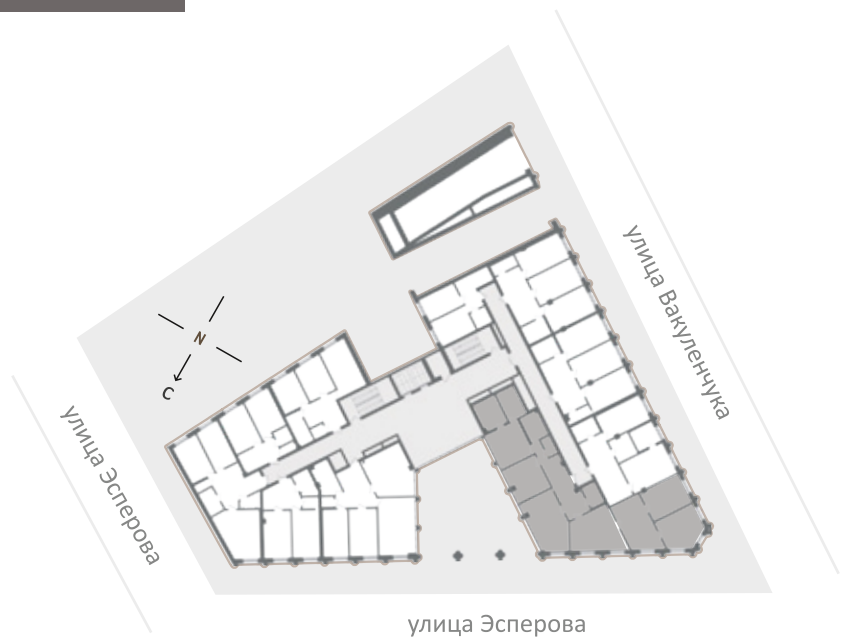 улица Вакуленчука
N
С
улица Эсперова
улица Эсперова